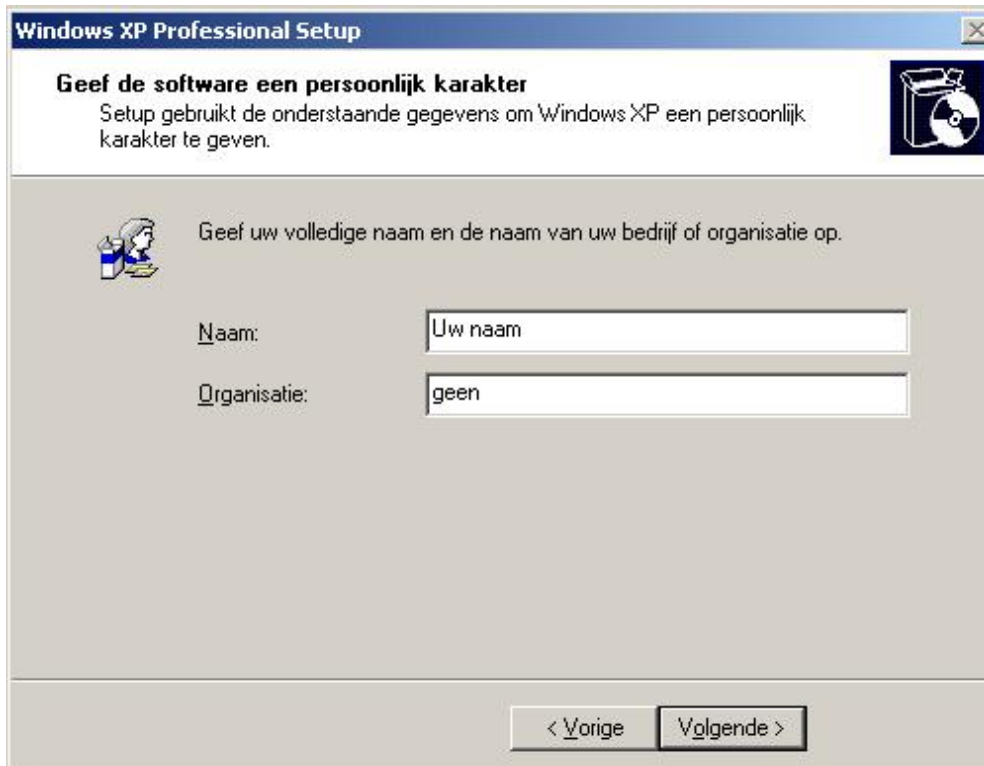 Windows XP Professional Setup
Geef de software een persoonlijk karakter
Setup gebruikt de onderstaande gegevens om Windows XP een persoonlijk
karakter te geven.
Geef uw volledige naam en de naam van uw bedrijf of organisatie op.
Naam: Uw naam
Organisatie: geen
< Vorige Volgende >